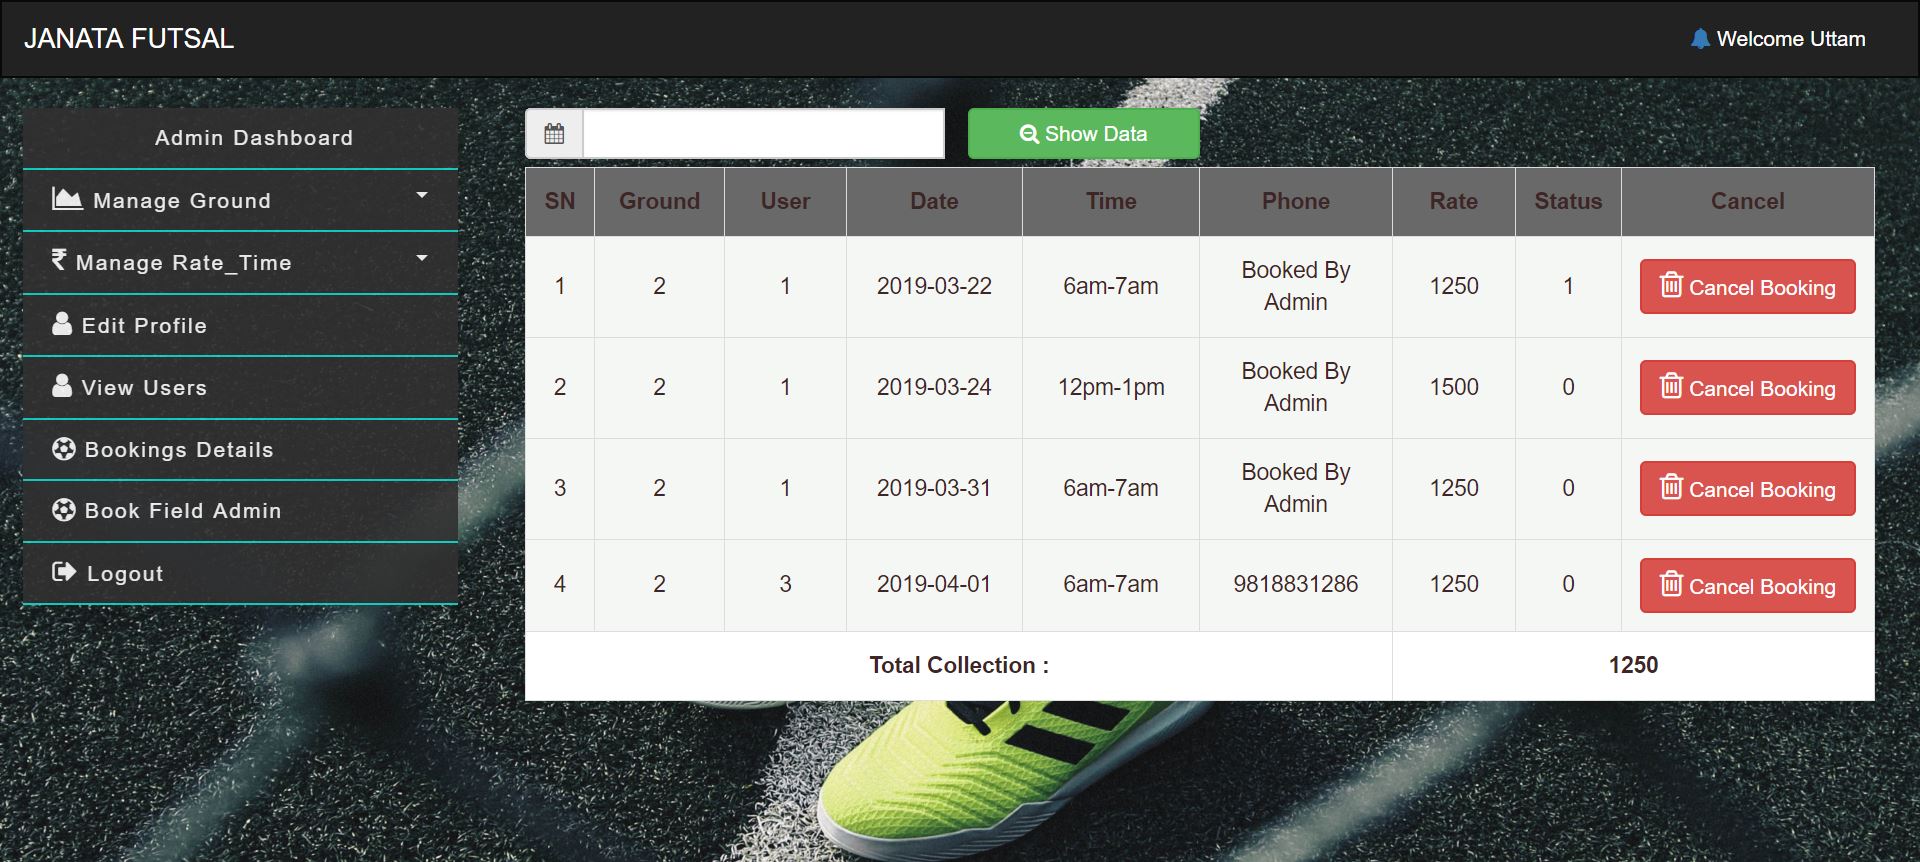 JANATA FUTSAL
Welcome Uttam
Admin Dashboard
Manage Ground
Manage Rate_Time
Edit Profile
View Users
Bookings Details
Book Field Admin
Logout
Show Data
SN Ground User Date Time Phone Rate Status Cancel
1 2 1 2019-03-22 6am-7am Booked By Admin 1250 1 Cancel Booking
2 2 1 2019-03-24 12pm-1pm Booked By Admin 1500 0 Cancel Booking
3 2 1 2019-03-31 6am-7am Booked By Admin 1250 0 Cancel Booking
4 2 3 2019-04-01 6am-7am 9818831286 1250 0 Cancel Booking
Total Collection : 1250